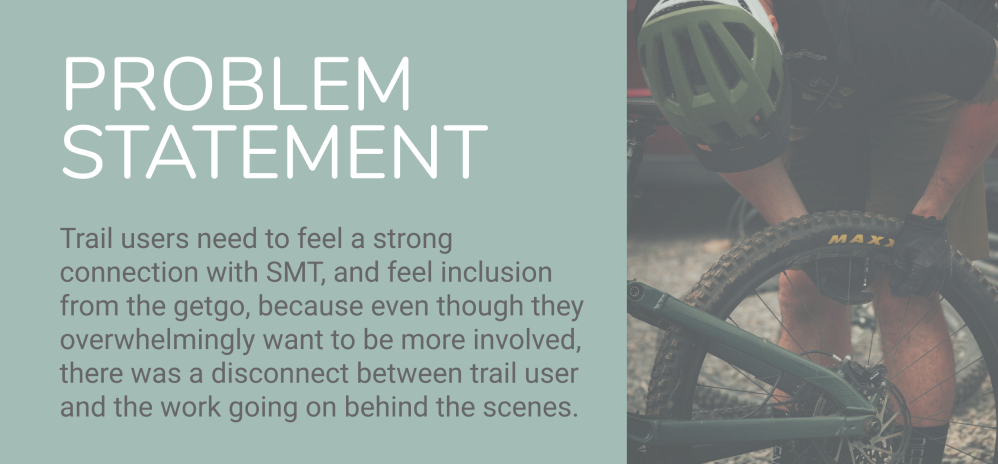 PROBLEM
STATEMENT
Trail users need to feel a strong
connection with SMT, and feel inclusion
from the getgo, because even though they
overwhelmingly want to be more involved,
there was a disconnect between trail user
and the work going on behind the scenes.
MAXX